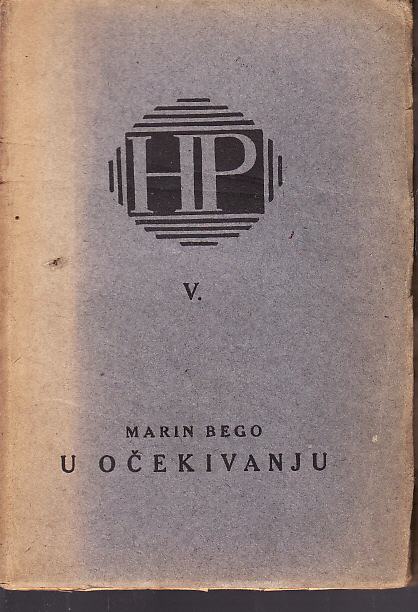 HP
V.
MARIN BEGO
U OČEKIVANJU